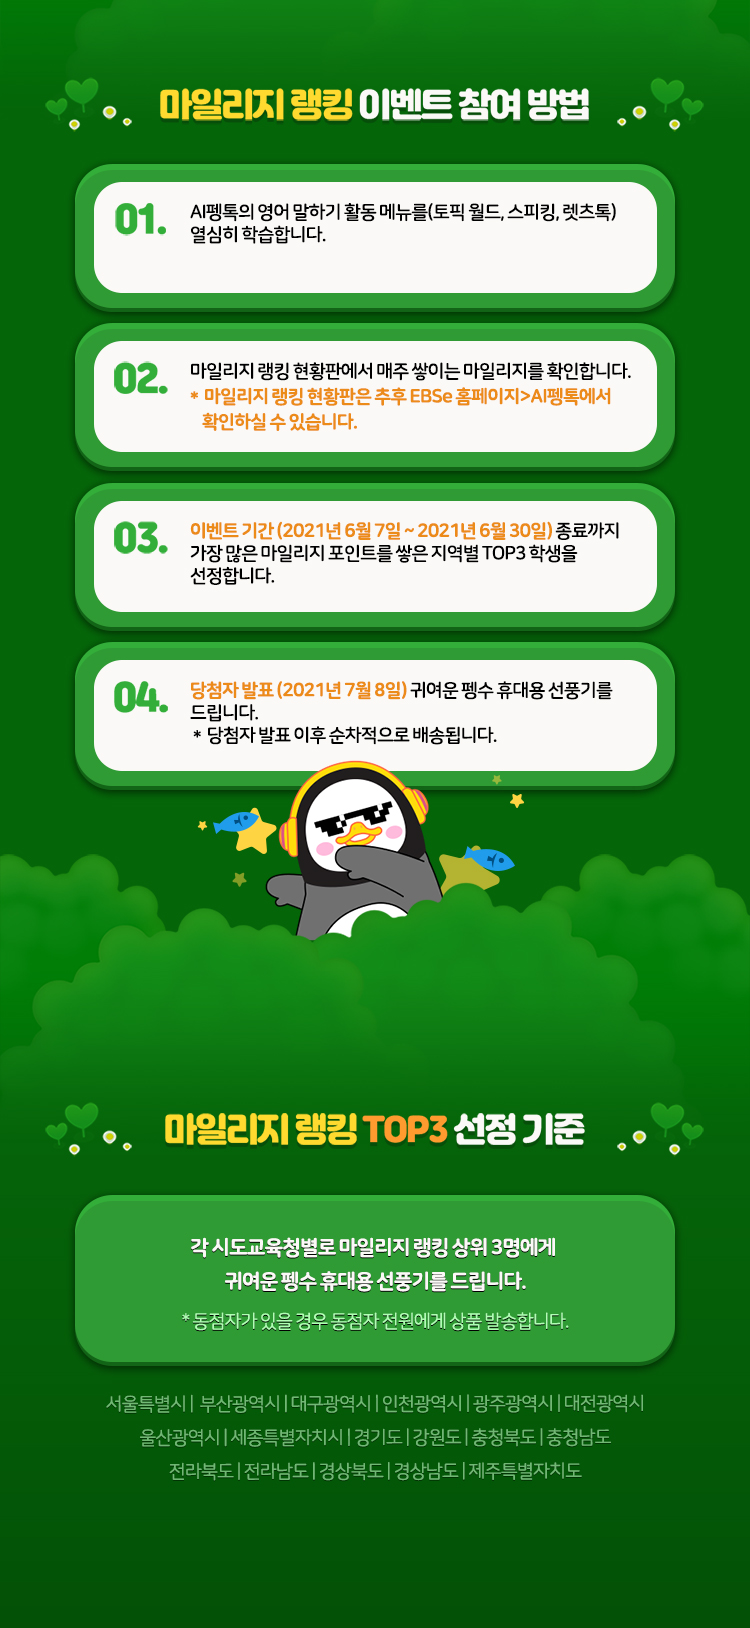 마일리지 랭킹 이벤트 참여 방법
01.
AI펭톡의 영어 말하기 활동 메뉴를(토픽 월드, 스피킹, 렛츠톡)
열심히 학습합니다.
02.
마일리지 랭킹 현황판에서 매주 쌓이는 마일리지를 확인합니다.
* 마일리지 랭킹 현황판은 추후 EBSe 홈페이지>AI펭톡에서
확인하실 수 있습니다.
03.
이벤트 기간 (2021년 6월 7일 ~ 2021년 6월 30일) 종료까지
가장 많은 마일리지 포인트를 쌓은 지역별 TOP3 학생을
선정합니다.
04.
당첨자 발표 (2021년 7월 8일) 귀여운 펭수 휴대용 선풍기를
드립니다.
* 당첨자 발표 이후 순차적으로 배송됩니다.
마일리지 랭킹 TOP3 선정 기준
각 시도교육청별로 마일리지 랭킹 상위 3명에게
귀여운 펭수 휴대용 선풍기를 드립니다.
* 동점자가 있을 경우 동점자 전원에게 상품 발송합니다.
서울특별시 | 부산광역시 | 대구광역시 | 인천광역시 | 광주광역시 | 대전광역시
울산광역시 | 세종특별자치시 | 경기도 | 강원도 | 충청북도 | 충청남도
전라북도 | 전라남도 | 경상북도 | 경상남도 | 제주특별자치도